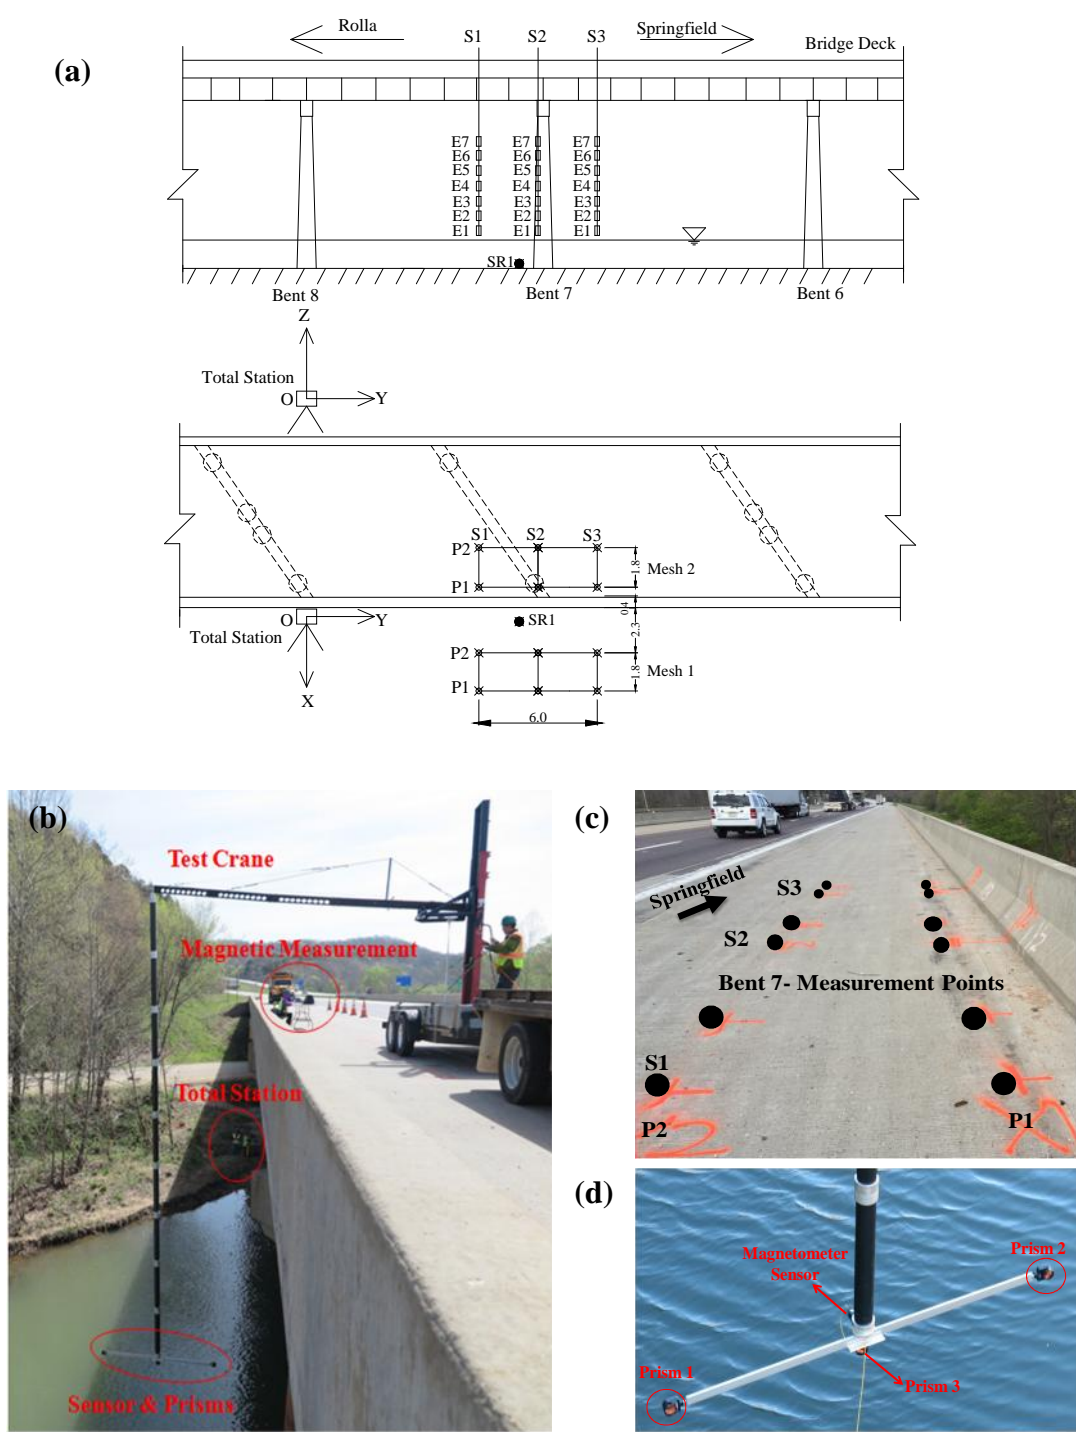 (a)
Rolla
S1
S2
S3
Springfield
Bridge Deck
E7
E7
E7
E6
E6
E6
E5
E5
E5
E4
E4
E4
E3
E3
E3
E2
E2
E2
E1
E1
E1
SR1
Bent 8
Bent 7
Bent 6
Z
Total Station
O
Y
S1
S2
S3
P2
1.8
Mesh 2
P1
0.4
O
Y
SR1
2.3
Total Station
P2
1.8
Mesh 1
P1
X
6.0
(b)
Test Crane
Magnetic Measurement
Total Station
Sensor & Prisms
(c)
Springfield
S3
S2
Bent 7- Measurement Points
S1
P2
P1
(d)
Magnetometer
Sensor
Prism 2
Prism 1
Prism 3